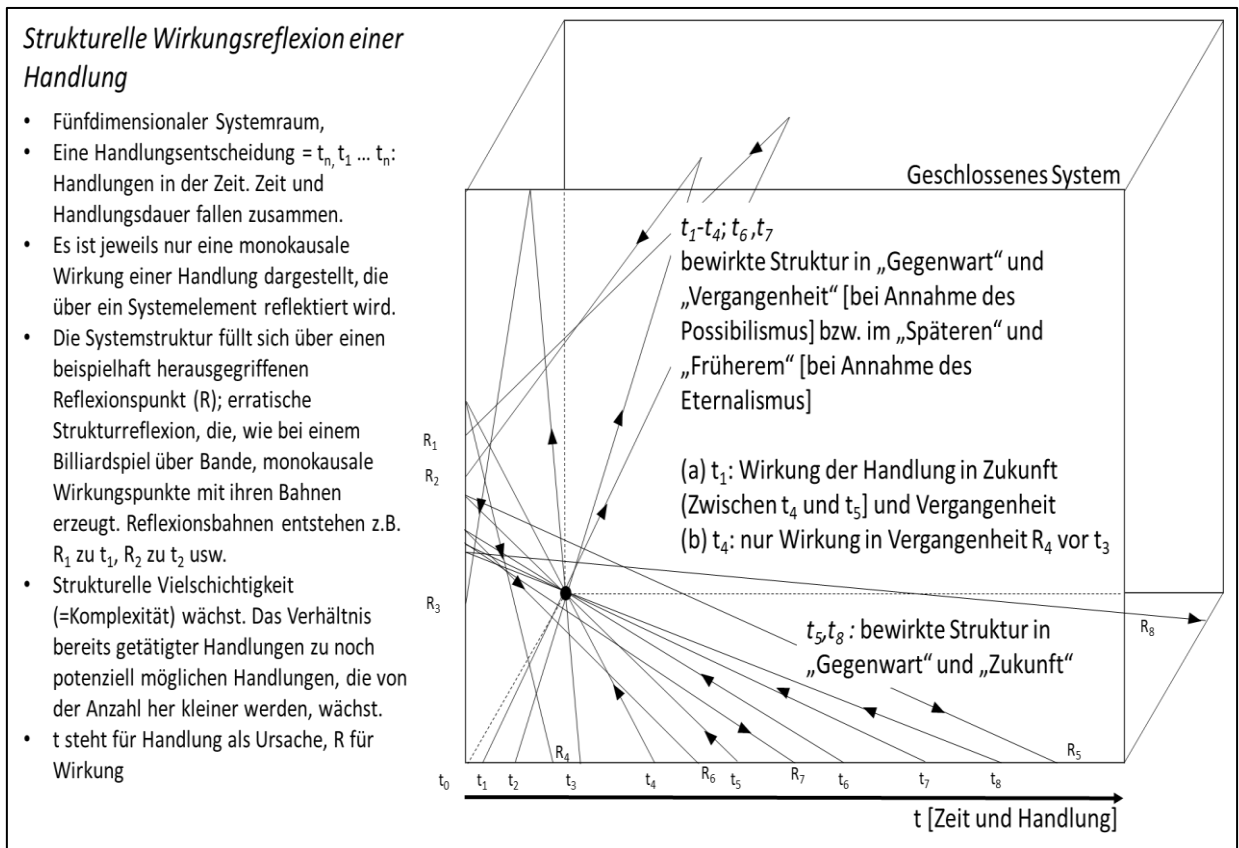 Strukturelle Wirkungsreflexion einer
Handlung
• Fünfdimensionaler Systemraum,
• Eine Handlungsentscheidung = tn, t1 ... tn:
Handlungen in der Zeit. Zeit und
Handlungsdauer fallen zusammen.
• Es ist jeweils nur eine monokausale
Wirkung einer Handlung dargestellt, die
über ein Systemelement reflektiert wird.
• Die Systemstruktur füllt sich über einen
beispielhaft herausgegriffenen
Reflexionspunkt (R); erratische
Strukturreflexion, die, wie bei einem
Billiardspiel über Bande, monokausale
Wirkungspunkte mit ihren Bahnen
erzeugt. Reflexionsbahnen entstehen z.B.
R1 zu t1, R2 zu t2 usw.
• Strukturelle Vielschichtigkeit
(=Komplexität) wächst. Das Verhältnis
bereits getätigter Handlungen zu noch
potenziell möglichen Handlungen, die von
der Anzahl her kleiner werden, wächst.
• t steht für Handlung als Ursache, R für
Wirkung
Geschlossenes System
t1-t4; t6,t7
bewirkte Struktur in „Gegenwart“ und
„Vergangenheit“ [bei Annahme des
Possibilismus] bzw. im „Späteren“ und
„Früherem“ [bei Annahme des
Eternalismus]
(a) t1: Wirkung der Handlung in Zukunft
(Zwischen t4 und t5] und Vergangenheit
(b) t4: nur Wirkung in Vergangenheit R4 vor t3
R1
R2
R3
t5,t8 : bewirkte Struktur in
„Gegenwart“ und „Zukunft“
R8
R4
R5
t0 t1 t2 t3 t4 R6 t5 R7 t6 t7 t8
t [Zeit und Handlung]